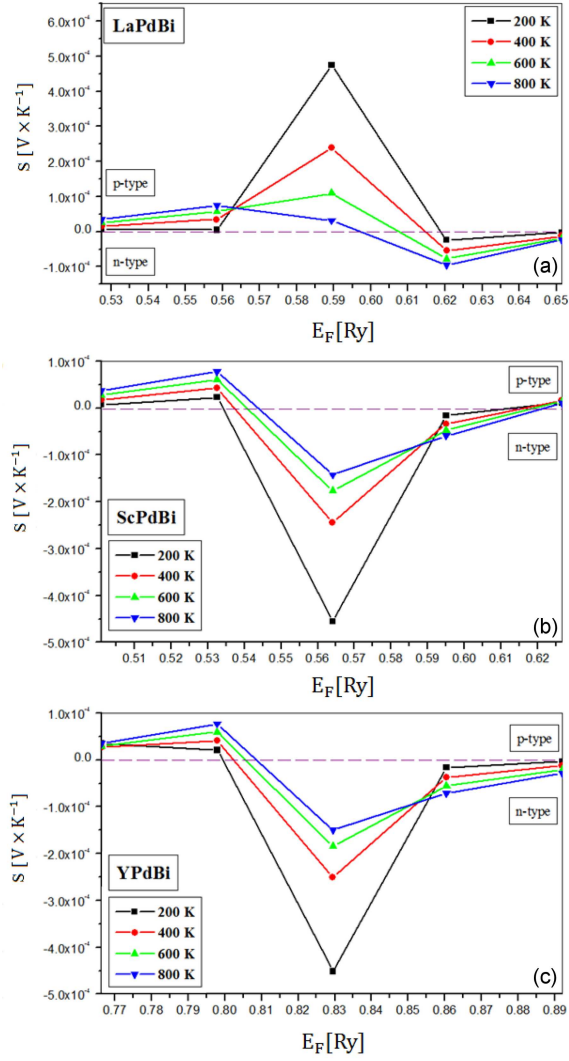 LaPdBi
200 K
400 K
600 K
800 K
S [V × K⁻¹]
6.0x10⁻⁴
5.0x10⁻⁴
4.0x10⁻⁴
3.0x10⁻⁴
2.0x10⁻⁴
1.0x10⁻⁴
0.0
-1.0x10⁻⁴
p-type
n-type
(a)
0.53 0.54 0.55 0.56 0.57 0.58 0.59 0.60 0.61 0.62 0.63 0.64 0.65
E_F[Ry]
1.0x10⁻⁴
0.0
-1.0x10⁻⁴
-2.0x10⁻⁴
-3.0x10⁻⁴
-4.0x10⁻⁴
-5.0x10⁻⁴
S [V × K⁻¹]
p-type
n-type
ScPdBi
200 K
400 K
600 K
800 K
(b)
0.51 0.52 0.53 0.54 0.55 0.56 0.57 0.58 0.59 0.60 0.61 0.62
E_F[Ry]
1.0x10⁻⁴
0.0
-1.0x10⁻⁴
-2.0x10⁻⁴
-3.0x10⁻⁴
-4.0x10⁻⁴
-5.0x10⁻⁴
S [V × K⁻¹]
p-type
n-type
YPdBi
200 K
400 K
600 K
800 K
(c)
0.77 0.78 0.79 0.80 0.81 0.82 0.83 0.84 0.85 0.86 0.87 0.88 0.89
E_F[Ry]